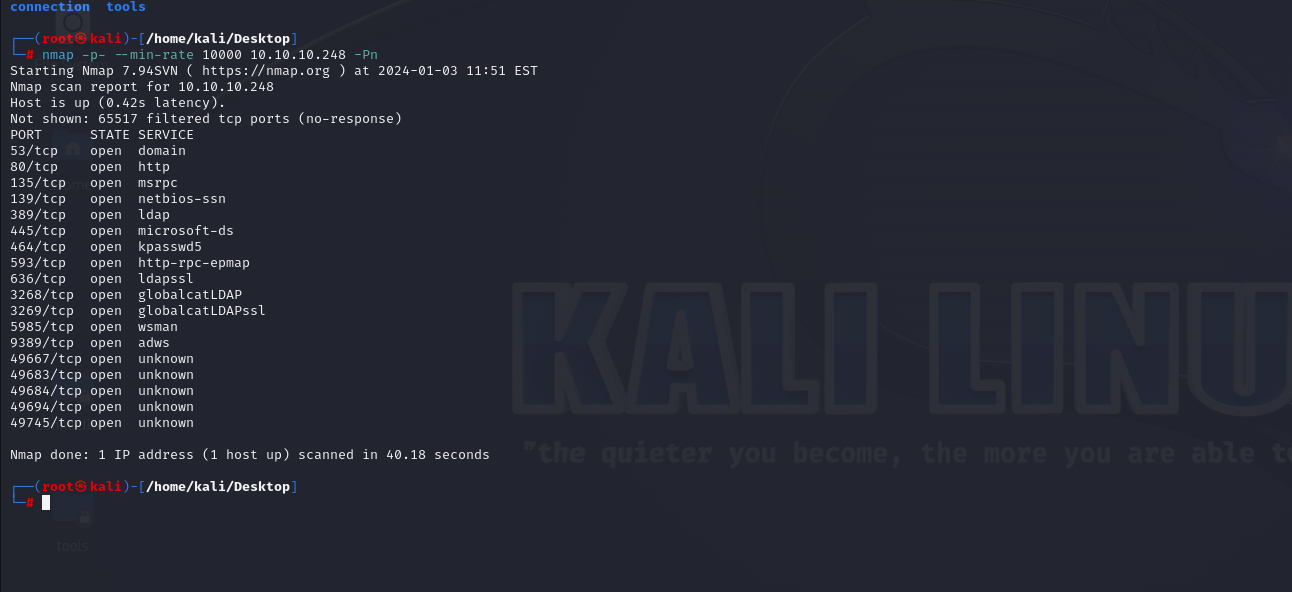 connection  tools
┌──(root㉿kali)-[/home/kali/Desktop]
└─# nmap -p- --min-rate 10000 10.10.10.248 -Pn
Starting Nmap 7.94SVN ( https://nmap.org ) at 2024-01-03 11:51 EST
Nmap scan report for 10.10.10.248
Host is up (0.42s latency).
Not shown: 65517 filtered tcp ports (no-response)
PORT      STATE SERVICE
53/tcp    open  domain
80/tcp    open  http
135/tcp   open  msrpc
139/tcp   open  netbios-ssn
389/tcp   open  ldap
445/tcp   open  microsoft-ds
464/tcp   open  kpasswd5
593/tcp   open  http-rpc-epmap
636/tcp   open  ldapssl
3268/tcp  open  globalcatLDAP
3269/tcp  open  globalcatLDAPssl
5985/tcp  open  wsman
9389/tcp  open  adws
49667/tcp open  unknown
49683/tcp open  unknown
49684/tcp open  unknown
49694/tcp open  unknown
49745/tcp open  unknown
Nmap done: 1 IP address (1 host up) scanned in 40.18 seconds
┌──(root㉿kali)-[/home/kali/Desktop]
└─#
KALI LINU
"the quieter you become, the more you are able t
tools